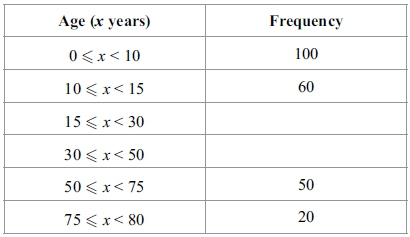 Age (x years) Frequency
0 ⩽ x < 10 100
10 ⩽ x < 15 60
15 ⩽ x < 30
30 ⩽ x < 50
50 ⩽ x < 75 50
75 ⩽ x < 80 20